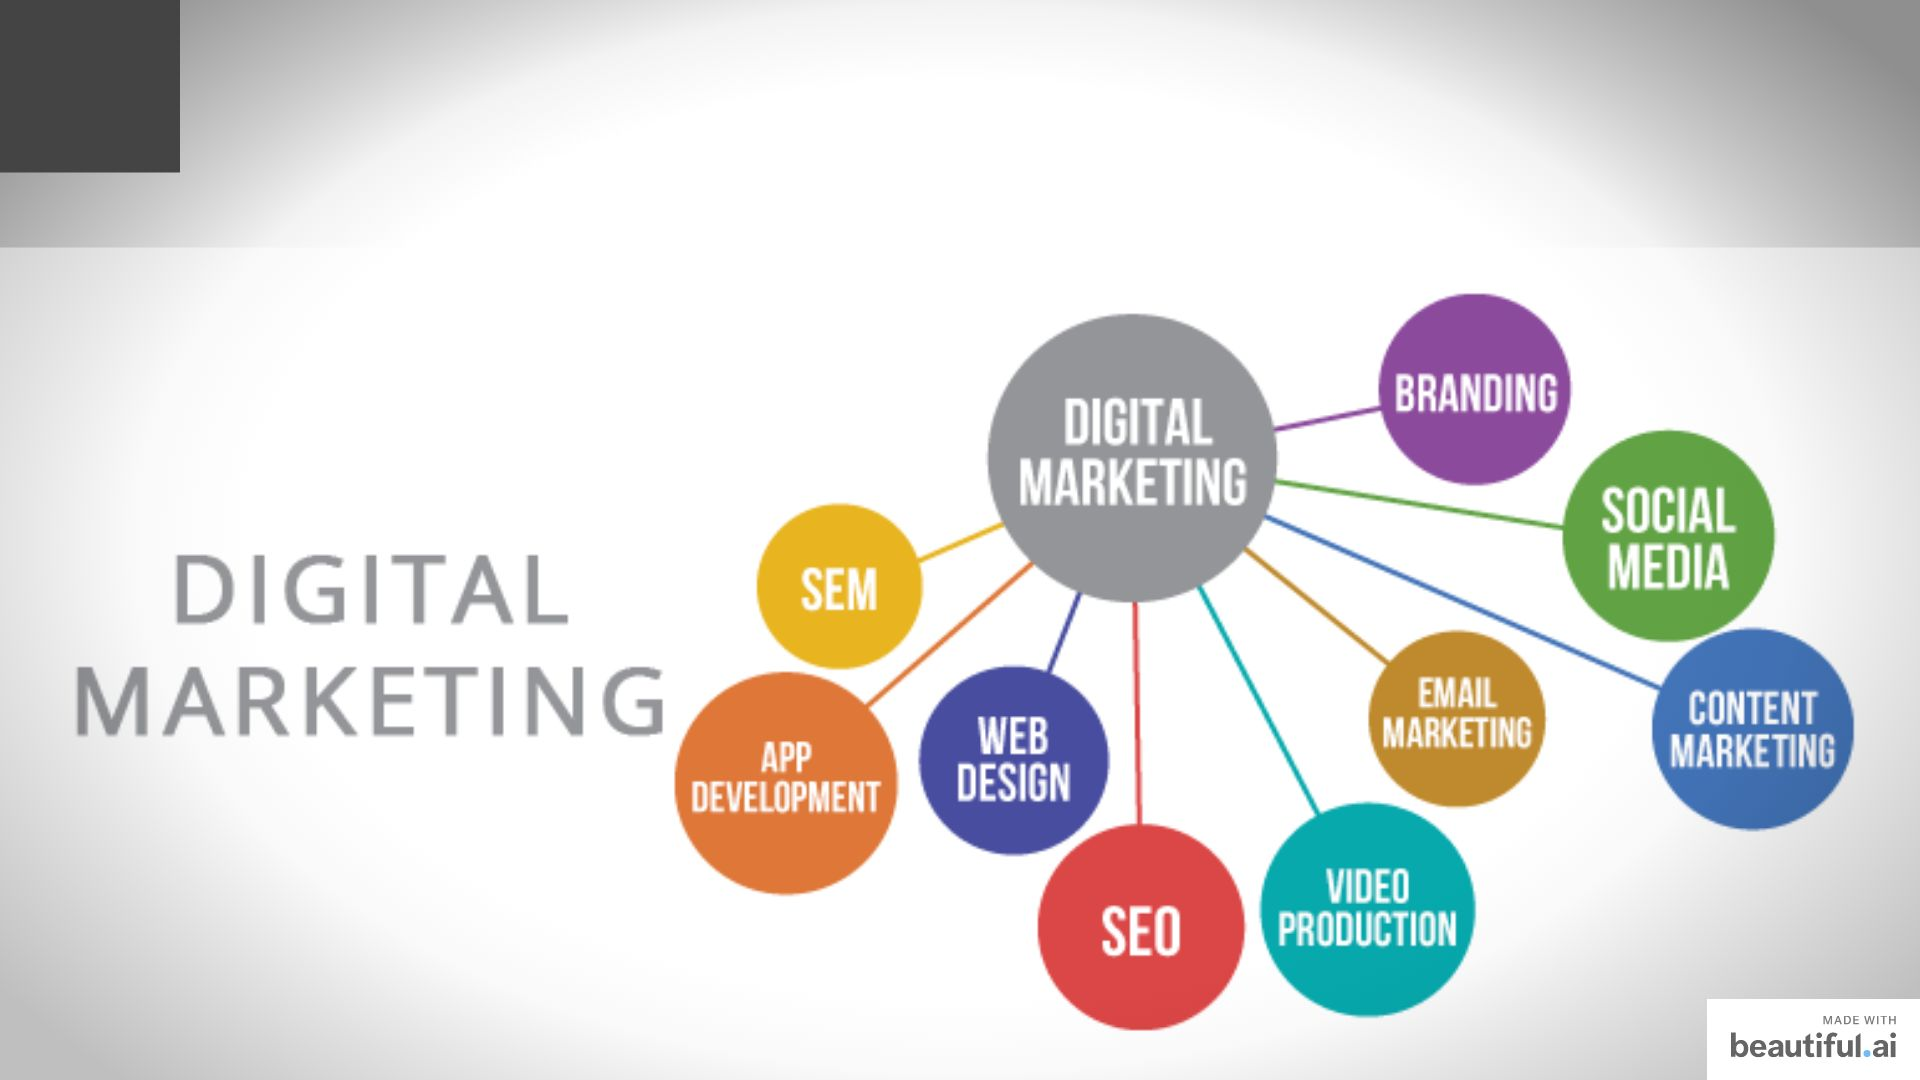 DIGITAL
MARKETING
DIGITAL
MARKETING
BRANDING
SOCIAL
MEDIA
CONTENT
MARKETING
EMAIL
MARKETING
VIDEO
PRODUCTION
SEO
WEB
DESIGN
APP
DEVELOPMENT
SEM
MADE WITH
beautiful.ai